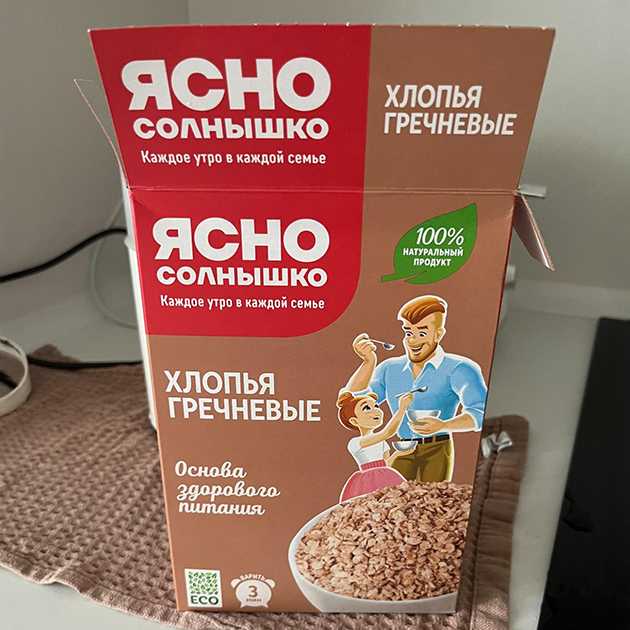 ЯСНО
СОЛНЫШКО
Каждое утро в каждой семье
ХЛОПЬЯ
ГРЕЧНЕВЫЕ
ЯСНО
СОЛНЫШКО
Каждое утро в каждой семье
100%
НАТУРАЛЬНЫЙ
ПРОДУКТ
ХЛОПЬЯ
ГРЕЧНЕВЫЕ
Основа
здорового
питания
ECO
ВАРИТЬ
3
МИН